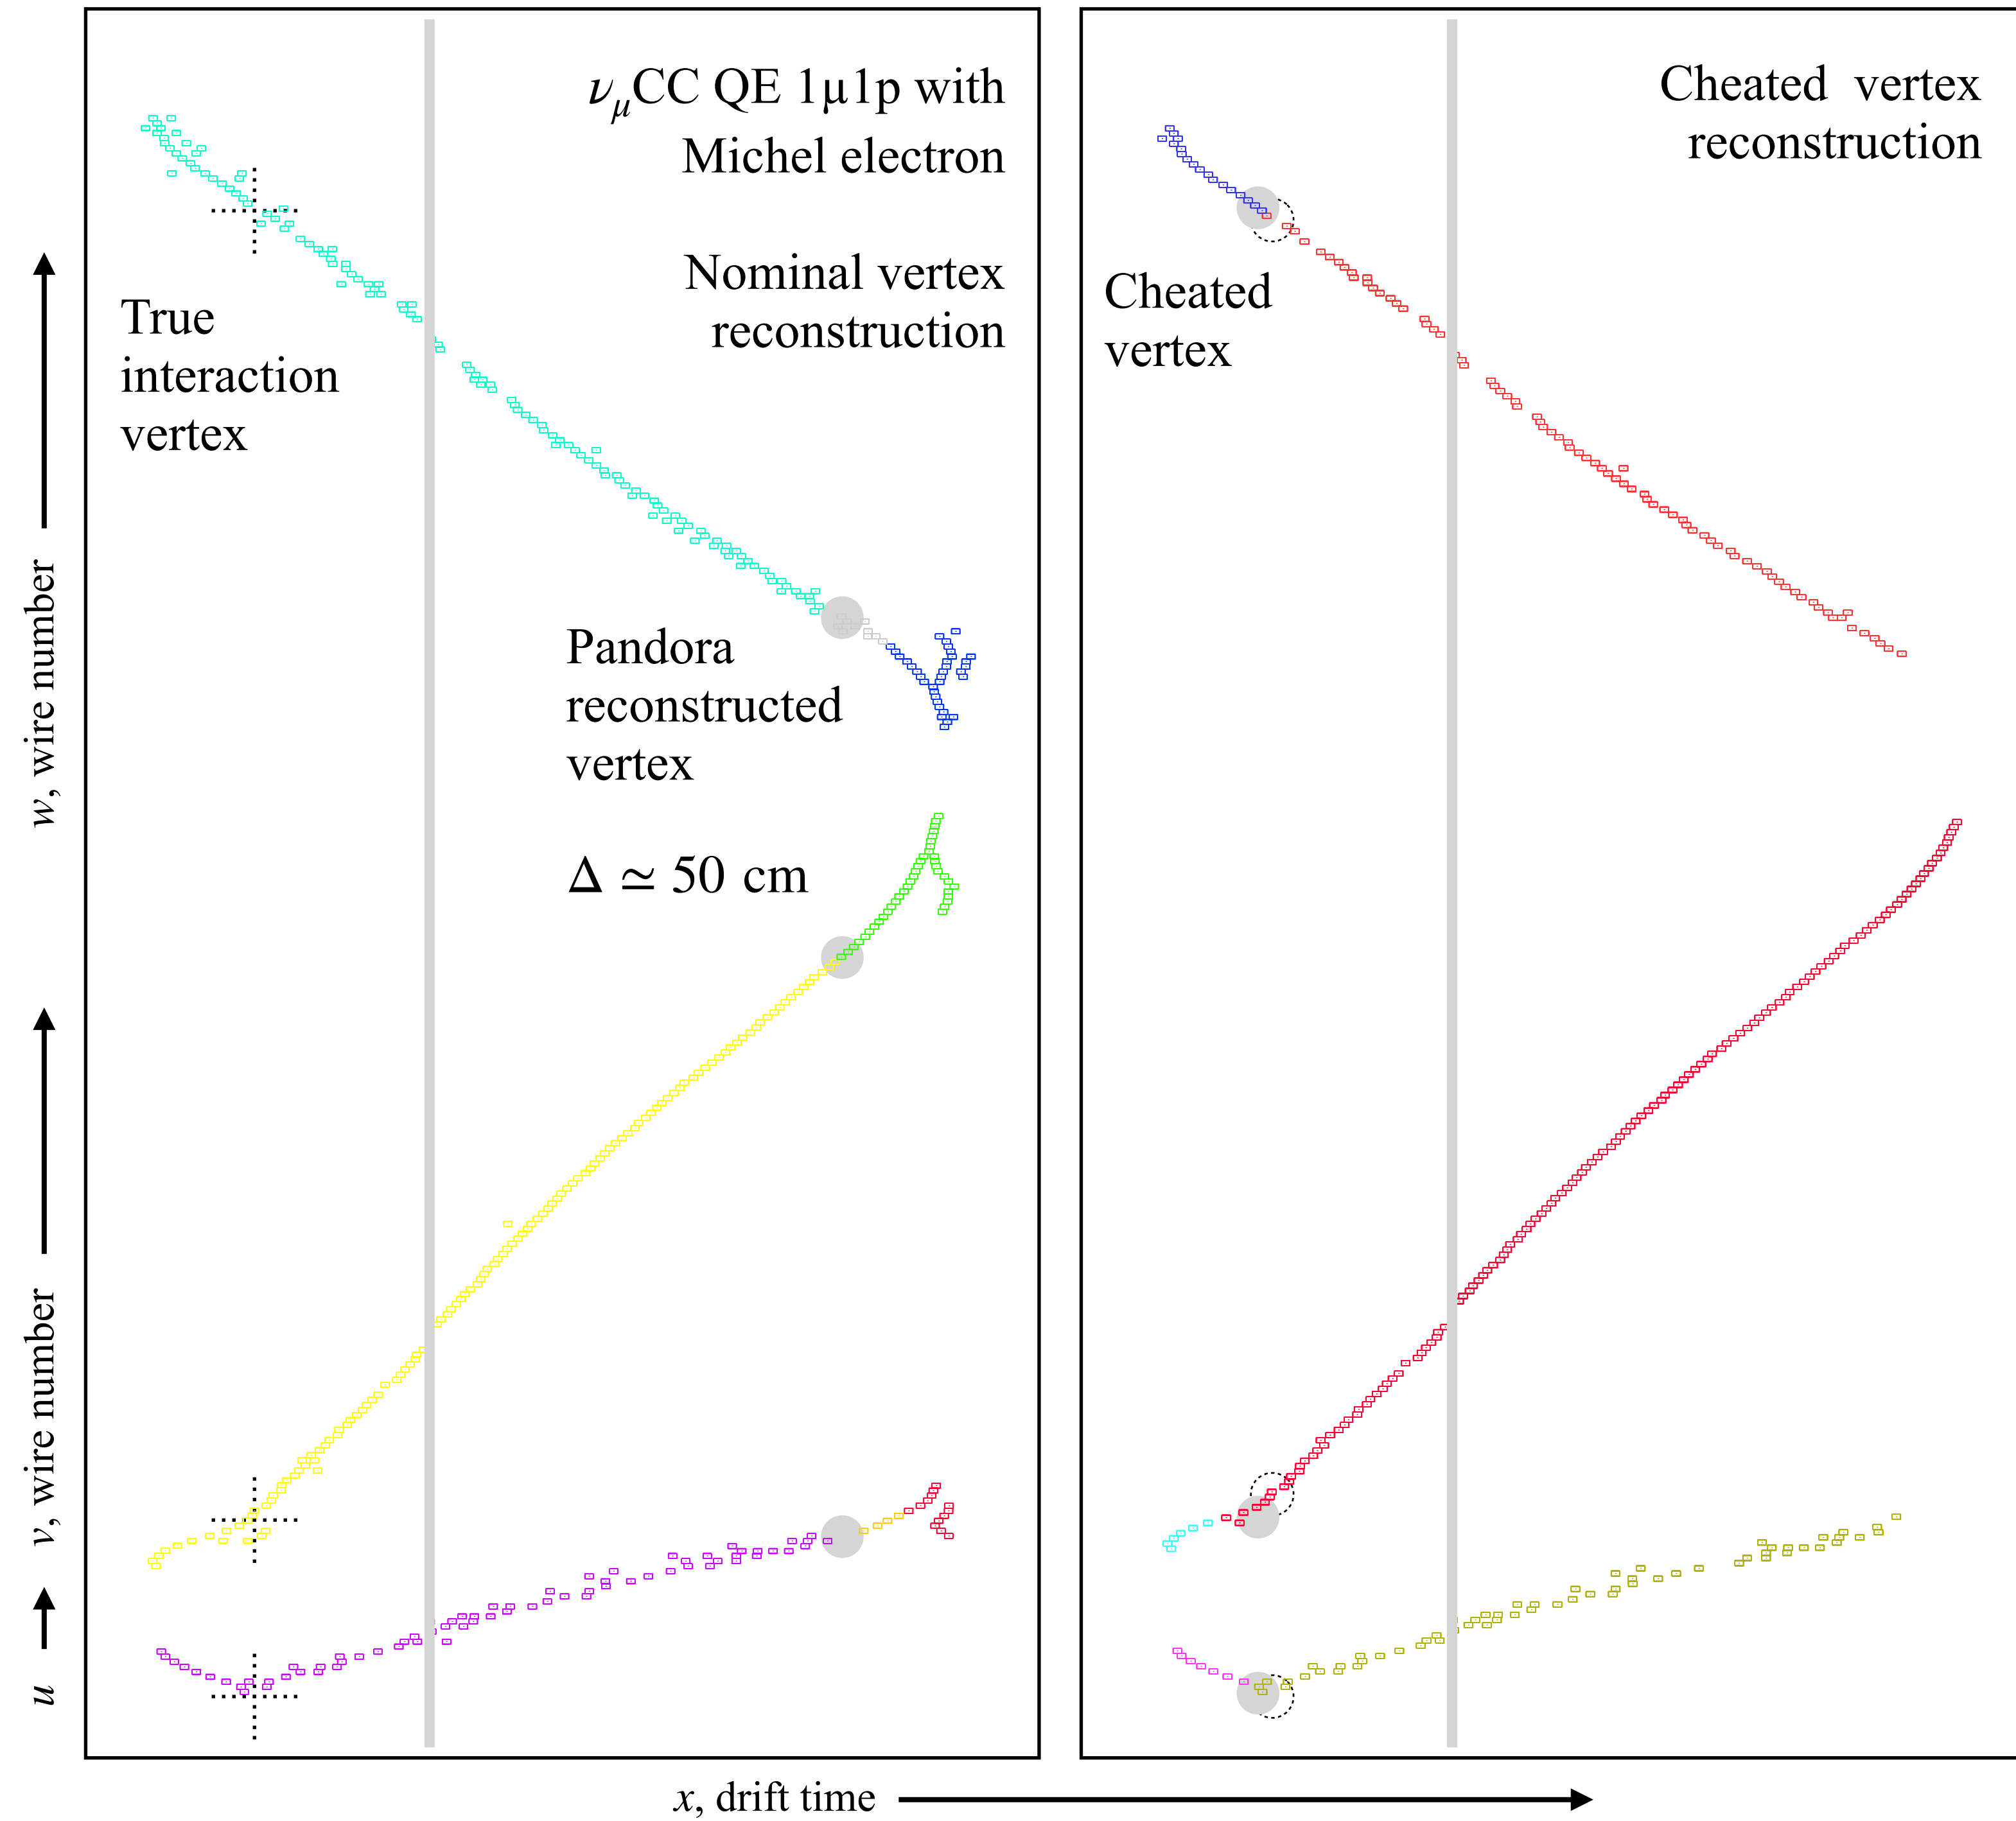 ν_μCC QE 1μ1p with
Michel electron
Nominal vertex
reconstruction
True
interaction
vertex
Pandora
reconstructed
vertex
Δ ≃ 50 cm
Cheated vertex
reconstruction
Cheated
vertex
w, wire number
v, wire number
u
x, drift time